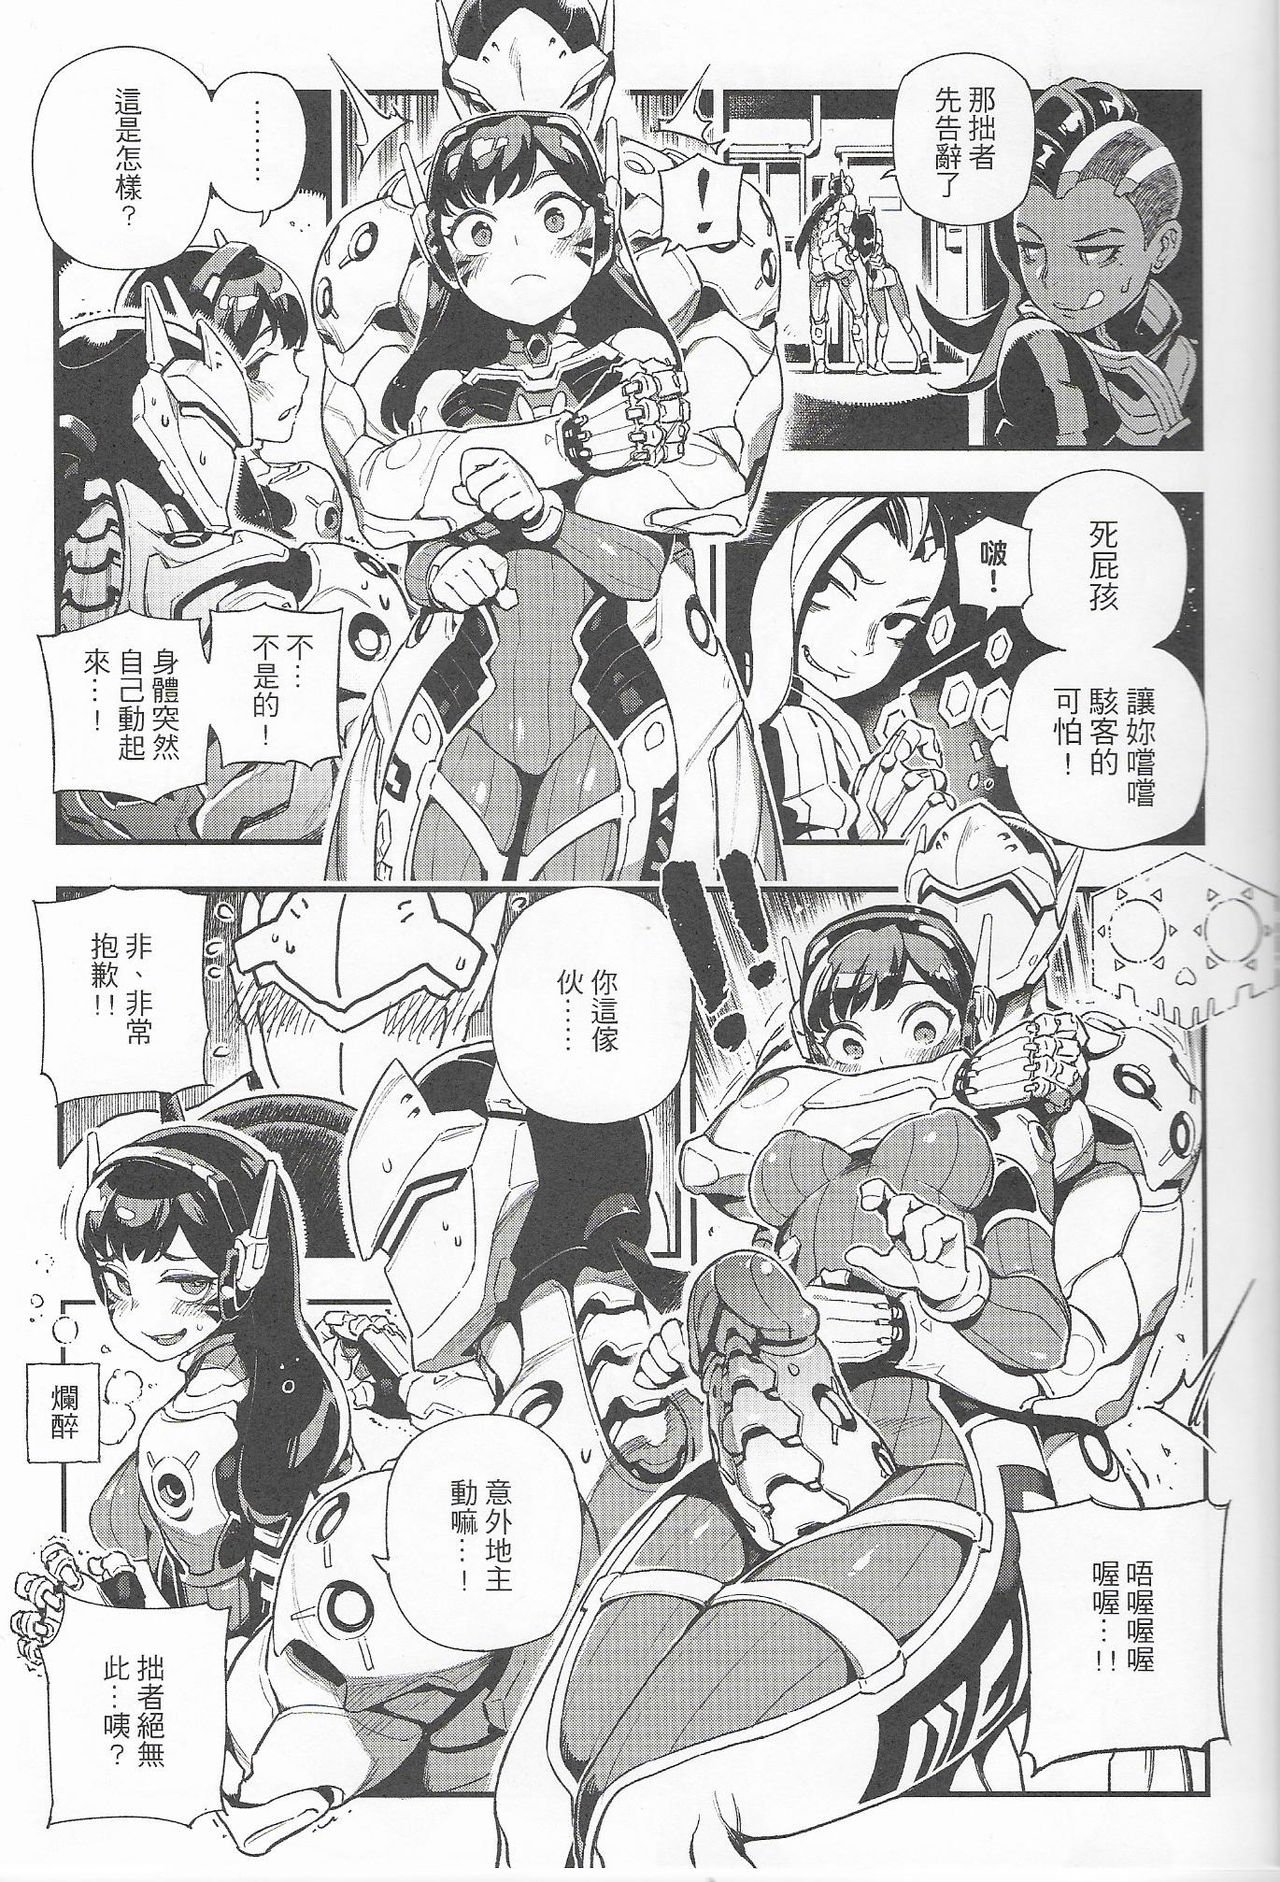 那拙者
先告辭了
！
………
這是怎樣？
死屁孩
讓妳嚐嚐
駭客的
可怕！
啵！
不…
不是的！
身體突然
自己動起
來…！
！！
你這傢
伙……
非、非常
抱歉!!
唔喔喔喔
喔喔…!!
意外地主
動嘛…！
爛醉
拙者絕無
此…咦？